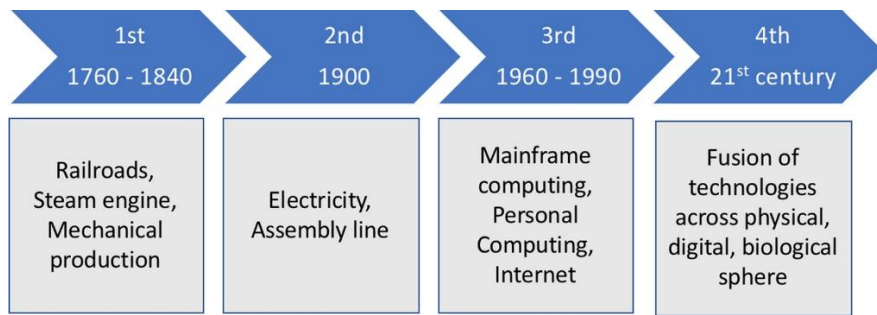 1st
1760 - 1840
2nd
1900
3rd
1960 - 1990
4th
21st century
Railroads,
Steam engine,
Mechanical
production
Electricity,
Assembly line
Mainframe
computing,
Personal
Computing,
Internet
Fusion of
technologies
across physical,
digital, biological
sphere